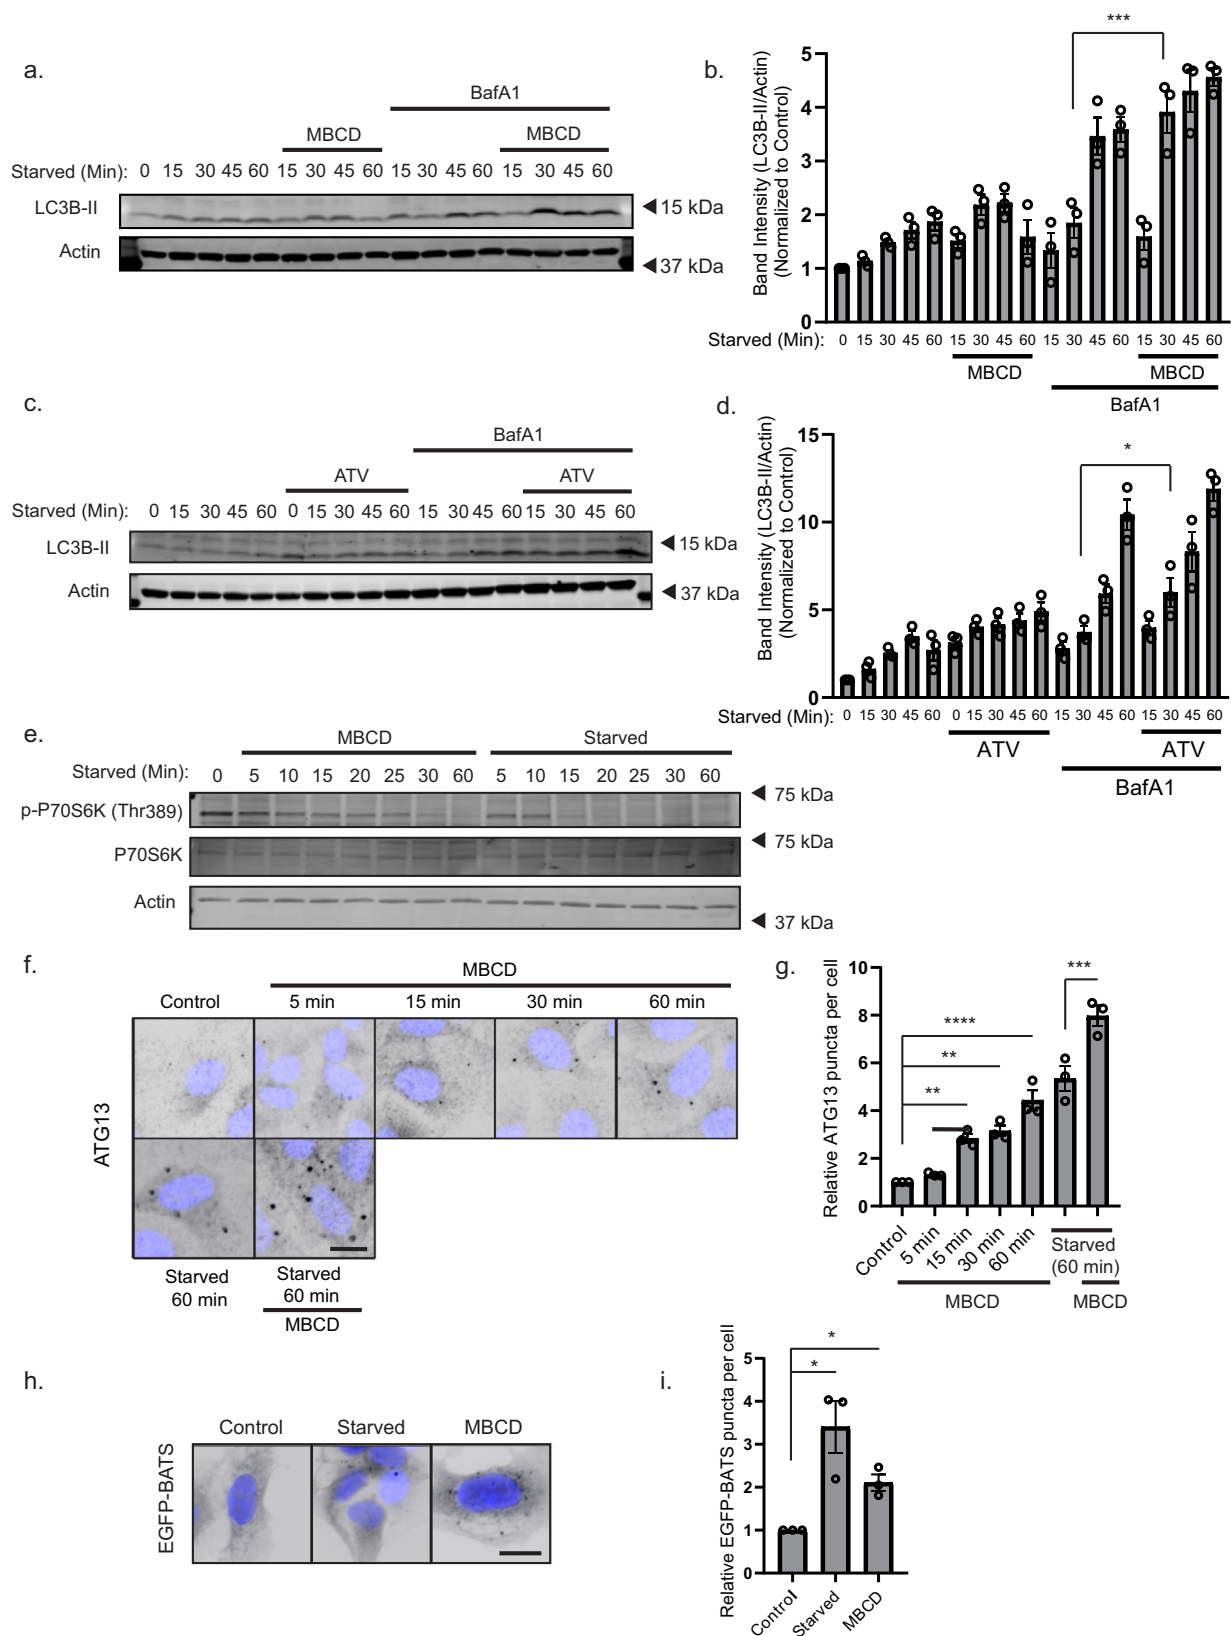 a.
BafA1
MBCD
MBCD
Starved (Min): 0 15 30 45 60 15 30 45 60 15 30 45 60 15 30 45 60
LC3B-II
15 kDa
Actin
37 kDa
b.
***
Band Intensity (LC3B-II/Actin)
(Normalized to Control)
5
4
3
2
1
0
Starved (Min): 0 15 30 45 60 15 30 45 60 15 30 45 60 15 30 45 60
MBCD
MBCD
BafA1
c.
BafA1
ATV
ATV
Starved (Min): 0 15 30 45 60 0 15 30 45 60 15 30 45 60 15 30 45 60
LC3B-II
15 kDa
Actin
37 kDa
d.
*
Band Intensity (LC3B-II/Actin)
(Normalized to Control)
15
10
5
0
Starved (Min): 0 15 30 45 60 0 15 30 45 60 15 30 45 60 15 30 45 60
ATV
ATV
BafA1
e.
MBCD
Starved
Starved (Min): 0 5 10 15 20 25 30 60 5 10 15 20 25 30 60
p-P70S6K (Thr389)
75 kDa
75 kDa
P70S6K
Actin
37 kDa
f.
MBCD
Control 5 min 15 min 30 min 60 min
ATG13
Starved
60 min
Starved
60 min
MBCD
g.
***
****
**
**
Relative ATG13 puncta per cell
10
8
6
4
2
0
Control
5 min
15 min
30 min
60 min
Starved
(60 min)
MBCD
MBCD
h.
Control Starved MBCD
EGFP-BATS
i.
*
*
Relative EGFP-BATS puncta per cell
5
4
3
2
1
0
Control
Starved
MBCD